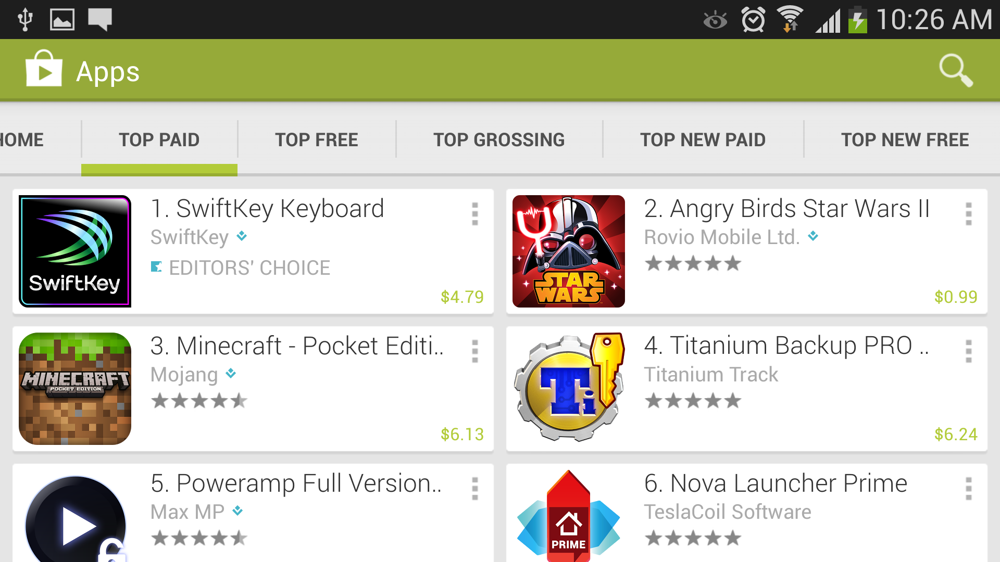 10:26 AM
Apps
HOME
TOP PAID
TOP FREE
TOP GROSSING
TOP NEW PAID
TOP NEW FREE
SwiftKey
1. SwiftKey Keyboard
SwiftKey
EDITORS' CHOICE
$4.79
STAR
WARS
2. Angry Birds Star Wars II
Rovio Mobile Ltd.
$0.99
MINECRAFT
POCKET EDITION
3. Minecraft - Pocket Editi..
Mojang
$6.13
Ti
4. Titanium Backup PRO ..
Titanium Track
$6.24
5. Poweramp Full Version..
Max MP
PRIME
6. Nova Launcher Prime
TeslaCoil Software